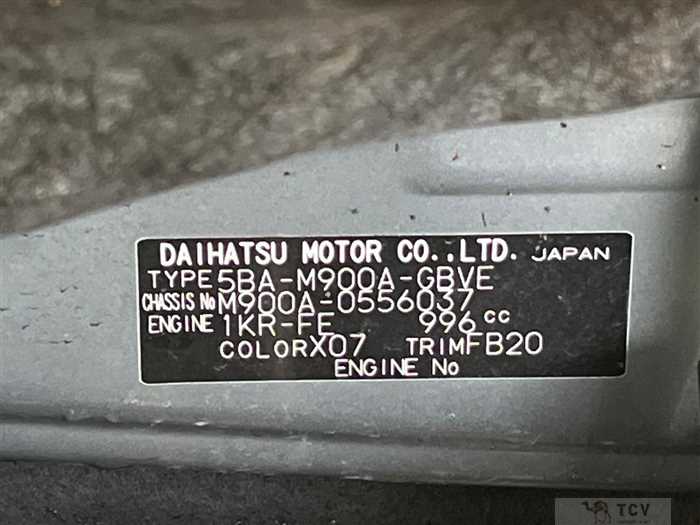 DAIHATSU MOTOR CO.,LTD. JAPAN
TYPE 5BA-M900A-GBVE
CHASSIS No M900A-0556037
ENGINE 1KR-FE 996 cc
COLOR X07 TRIM FB20
ENGINE No
TCV